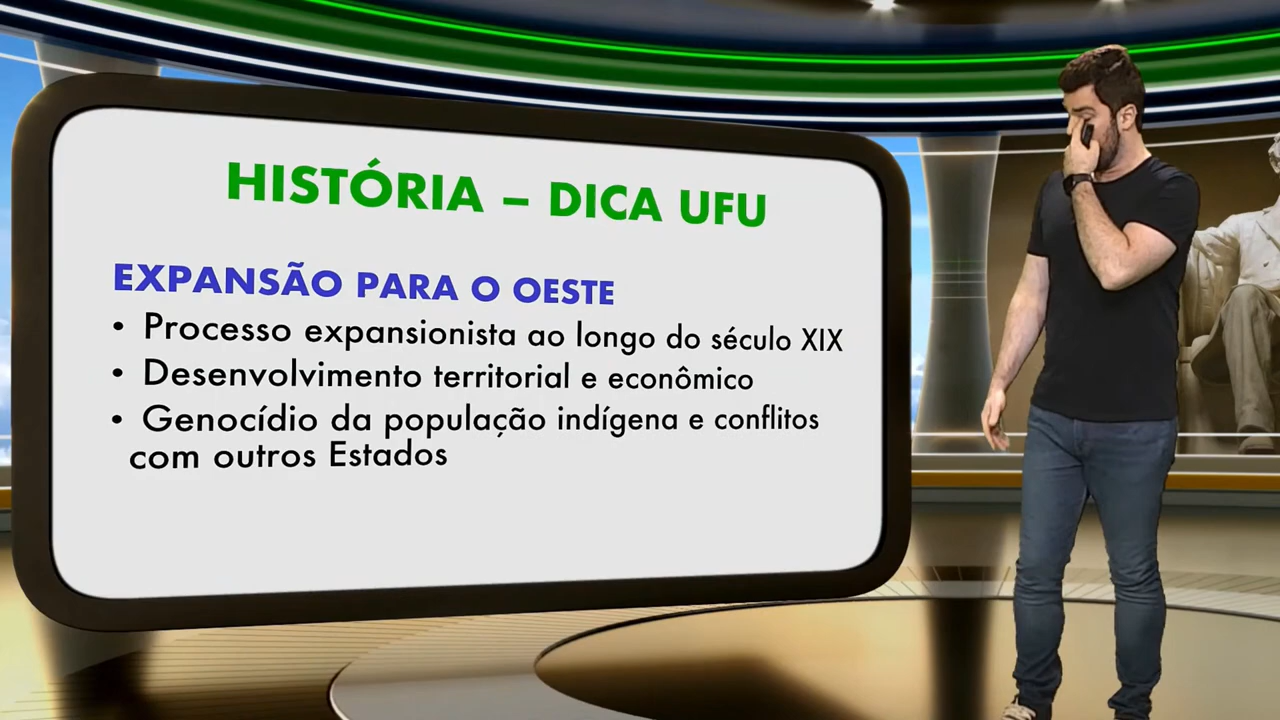 HISTÓRIA – DICA UFU
EXPANSÃO PARA O OESTE
• Processo expansionista ao longo do século XIX
• Desenvolvimento territorial e econômico
• Genocídio da população indígena e conflitos
com outros Estados